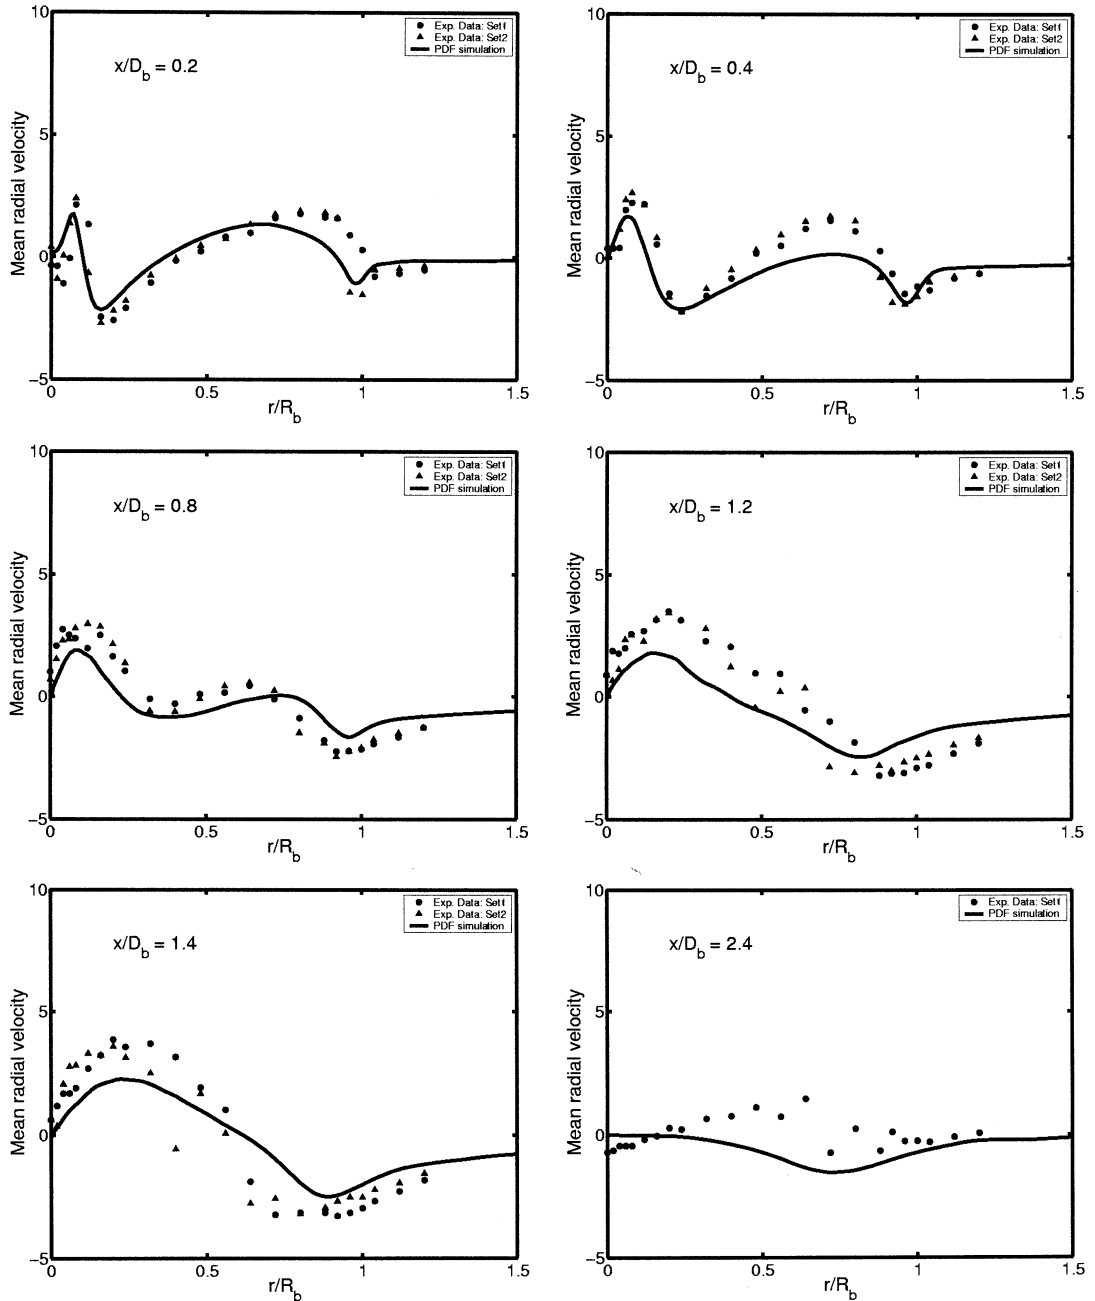 10
5
0
−5
Mean radial velocity
x/D_b = 0.2
Exp. Data: Set1
Exp. Data: Set2
PDF simulation
0 0.5 1 1.5
r/R_b
10
5
0
−5
Mean radial velocity
x/D_b = 0.4
Exp. Data: Set1
Exp. Data: Set2
PDF simulation
0 0.5 1 1.5
r/R_b
10
5
0
−5
Mean radial velocity
x/D_b = 0.8
Exp. Data: Set1
Exp. Data: Set2
PDF simulation
0 0.5 1 1.5
r/R_b
10
5
0
−5
Mean radial velocity
x/D_b = 1.2
Exp. Data: Set1
Exp. Data: Set2
PDF simulation
0 0.5 1 1.5
r/R_b
10
5
0
−5
Mean radial velocity
x/D_b = 1.4
Exp. Data: Set1
Exp. Data: Set2
PDF simulation
0 0.5 1 1.5
r/R_b
10
5
0
−5
Mean radial velocity
x/D_b = 2.4
Exp. Data: Set1
PDF simulation
0 0.5 1 1.5
r/R_b